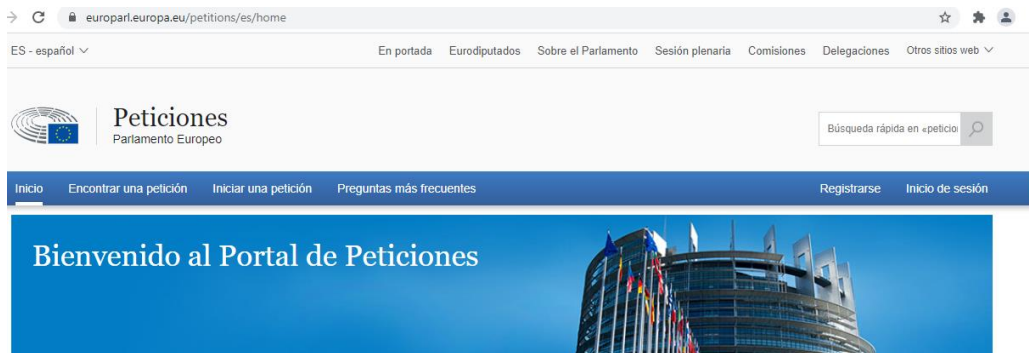 europarl.europa.eu/petitions/es/home
ES - español En portada Eurodiputados Sobre el Parlamento Sesión plenaria Comisiones Delegaciones Otros sitios web
Peticiones
Parlamento Europeo
Búsqueda rápida en «peticio
Inicio Encontrar una petición Iniciar una petición Preguntas más frecuentes Registrarse Inicio de sesión
Bienvenido al Portal de Peticiones